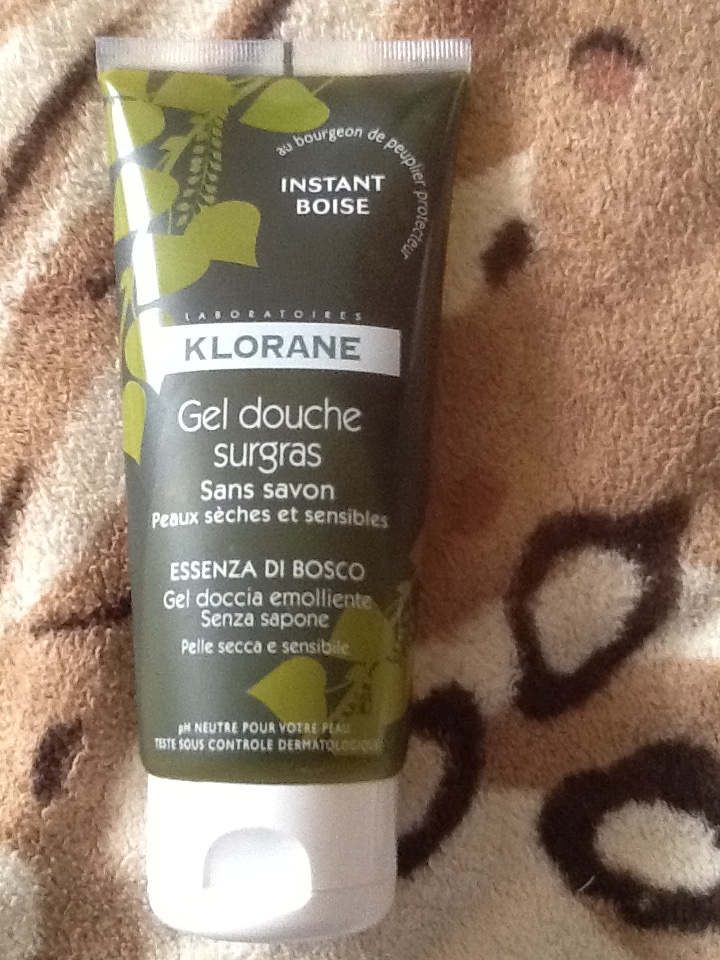 au bourgeon de peuplier protecteur
INSTANT
BOISE
LABORATOIRES
KLORANE
Gel douche
surgras
Sans savon
Peaux sèches et sensibles
ESSENZA DI BOSCO
Gel doccia emolliente
Senza sapone
Pelle secca e sensibile
pH NEUTRE POUR VOTRE PEAU
TESTE SOUS CONTROLE DERMATOLOGIQUE